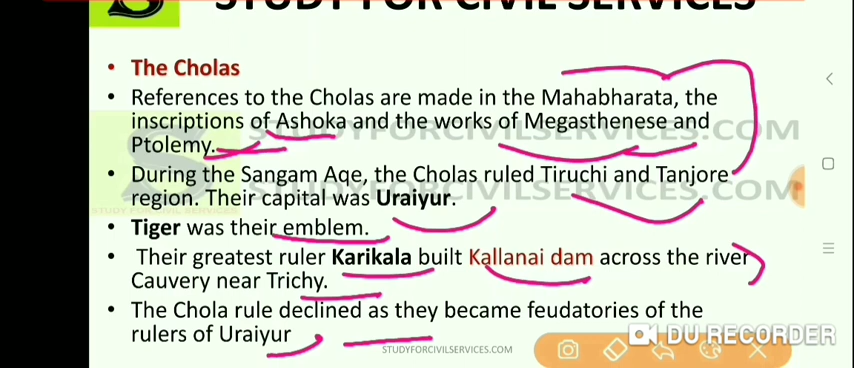 STUDY FOR CIVIL SERVICES
• The Cholas
• References to the Cholas are made in the Mahabharata, the
inscriptions of Ashoka and the works of Megasthenese and
Ptolemy.
STUDYFORCIVILSERVICES.COM
• During the Sangam Aqe, the Cholas ruled Tiruchi and Tanjore
region. Their capital was Uraiyur.
STUDYFORCIVILSERVICES.COM
STUDY FOR CIVIL SERVICES
• Tiger was their emblem.
• Their greatest ruler Karikala built Kallanai dam across the river
Cauvery near Trichy.
• The Chola rule declined as they became feudatories of the
rulers of Uraiyur
DU RECORDER
STUDYFORCIVILSERVICES.COM